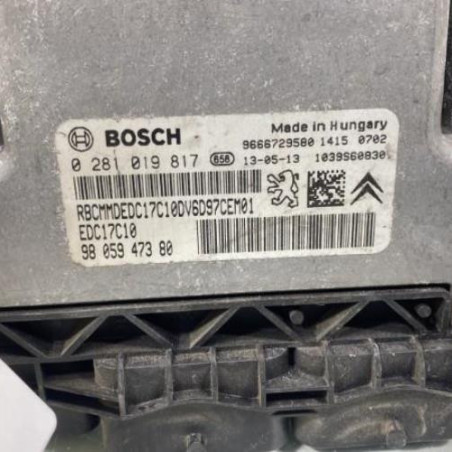 BOSCH
Made in Hungary
9666729580 1415 0702
0 281 019 817 658 13-05-13 1039S60830
RBCMMDEDC17C10DV6D97CEM01
EDC17C10
98 059 473 80